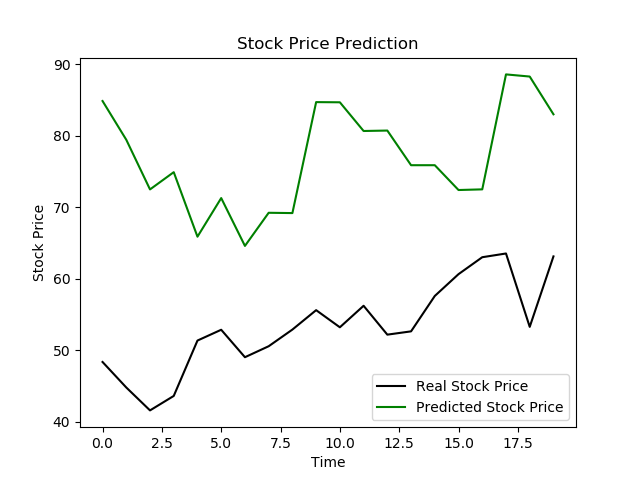 Stock Price Prediction
90
80
70
60
50
40
Stock Price
0.0 2.5 5.0 7.5 10.0 12.5 15.0 17.5
Time
Real Stock Price
Predicted Stock Price